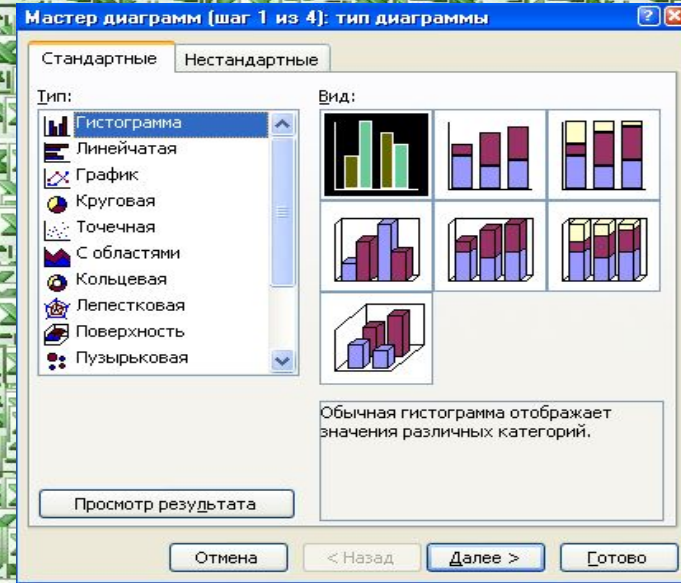 Мастер диаграмм (шаг 1 из 4): тип диаграммы
Стандартные Нестандартные
Тип:
Гистограмма
Линейчатая
График
Круговая
Точечная
С областями
Кольцевая
Лепестковая
Поверхность
Пузырьковая
Вид:
Обычная гистограмма отображает
значения различных категорий.
Просмотр результата
Отмена < Назад Далее > Готово